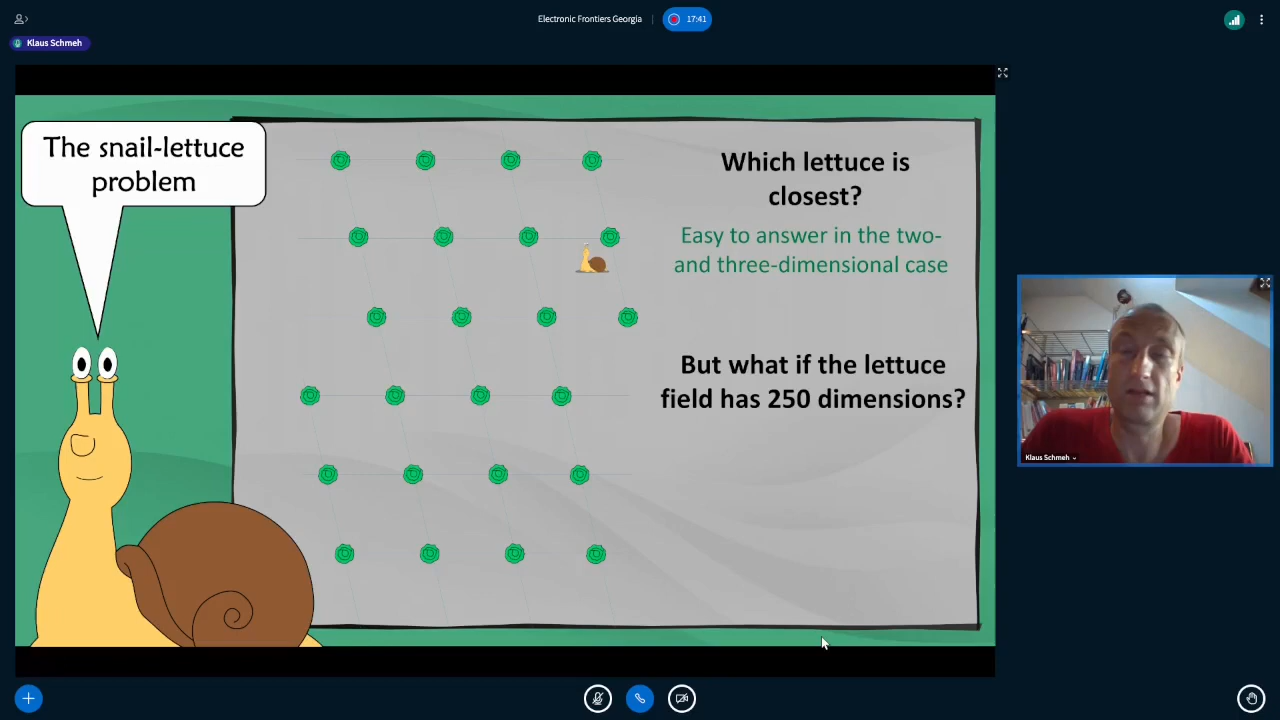 Electronic Frontiers Georgia
17:41
Klaus Schmeh
The snail-lettuce
problem
Which lettuce is
closest?
Easy to answer in the two-
and three-dimensional case
But what if the lettuce
field has 250 dimensions?
Klaus Schmeh